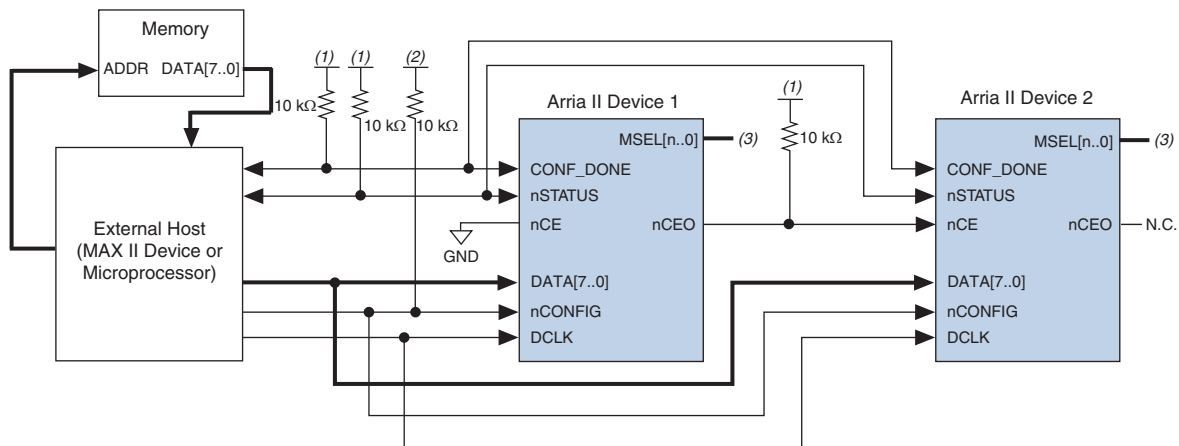 Memory
ADDR DATA[7..0]
(1) (1) (2)
10 kΩ
10 kΩ
10 kΩ
External Host
(MAX II Device or
Microprocessor)
GND
Arria II Device 1
MSEL[n..0] (3)
CONF_DONE
nSTATUS
nCE nCEO
DATA[7..0]
nCONFIG
DCLK
(1)
10 kΩ
Arria II Device 2
MSEL[n..0] (3)
CONF_DONE
nSTATUS
nCE nCEO N.C.
DATA[7..0]
nCONFIG
DCLK